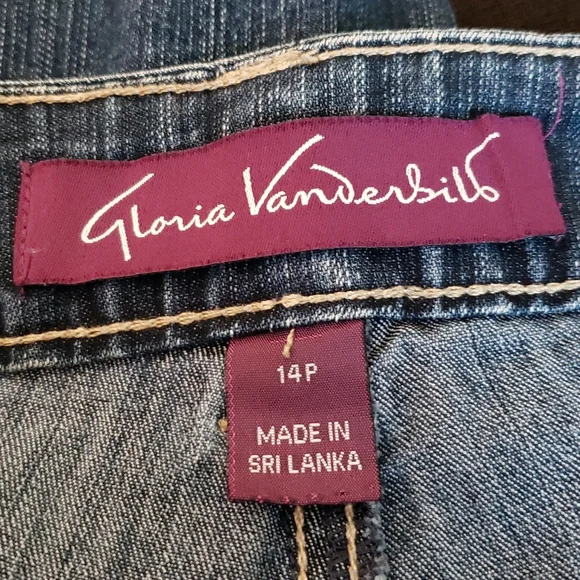 Gloria Vanderbilt
14P
MADE IN
SRI LANKA